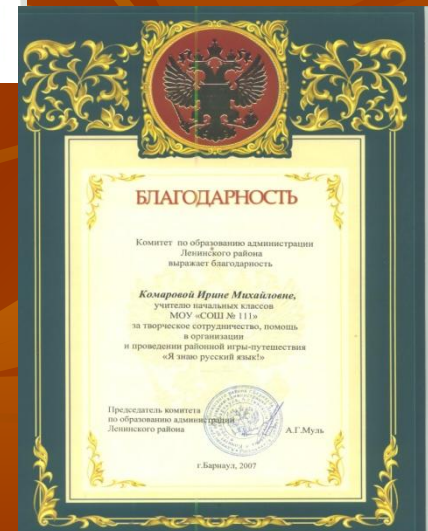 БЛАГОДАРНОСТЬ
Комитет по образованию администрации
Ленинского района
выражает благодарность
Комаровой Ирине Михайловне,
учителю начальных классов
МОУ «СОШ № 111»
за творческое сотрудничество, помощь
в организации
и проведении районной игры-путешествия
«Я знаю русский язык!»
Председатель комитета
по образованию администрации
Ленинского района А.Г.Муль
г.Барнаул, 2007